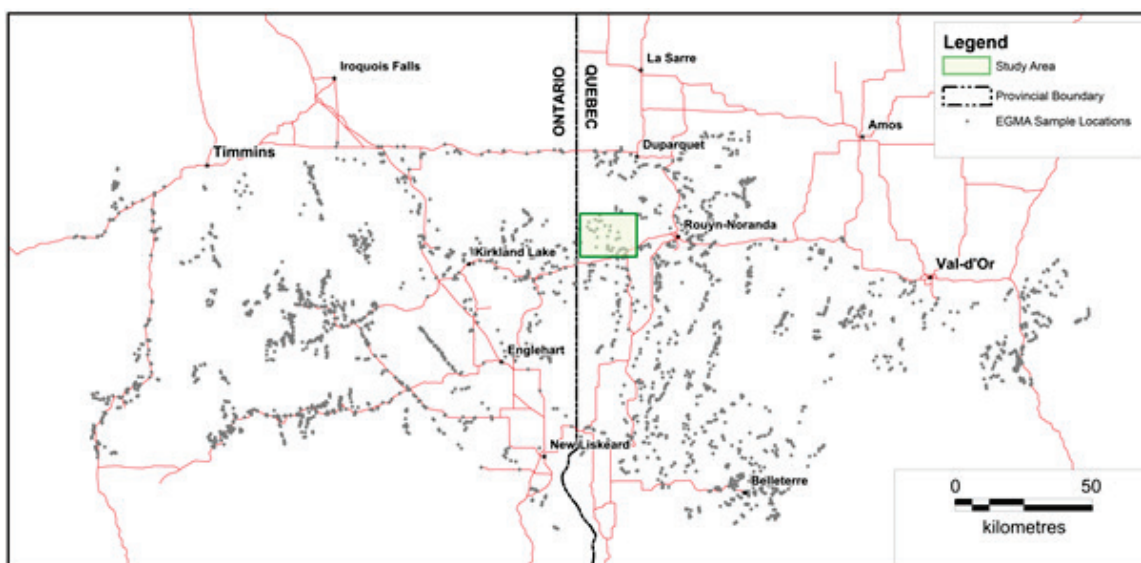 Iroquois Falls
La Sarre
Legend
Study Area
Provincial Boundary
EGMA Sample Locations
ONTARIO
QUEBEC
Amos
Timmins
Duparquet
Rouyn-Noranda
Kirkland Lake
Val-d'Or
Englehart
New Liskeard
Belleterre
0 50
kilometres